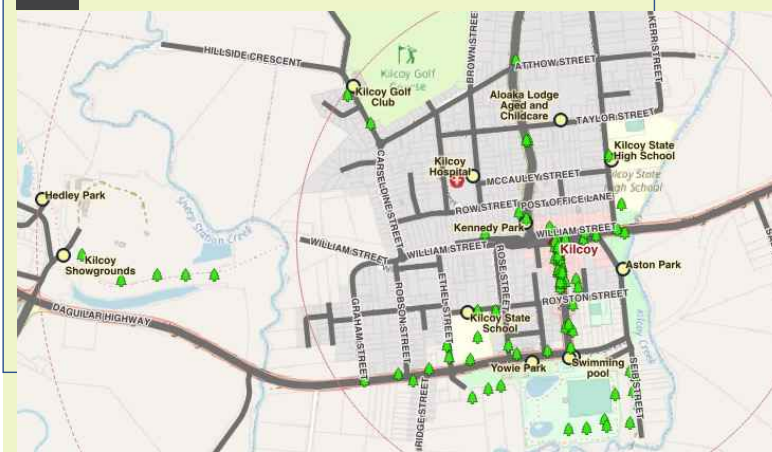 HILLSIDE CRESCENT
Kilcoy Golf
Course
Kilcoy Golf
Club
BROWN STREET
KERR STREET
ATTHOW STREET
Aloaka Lodge
Aged and
Childcare
TAYLOR STREET
CARSELDINE STREET
Kilcoy
Hospital
MCCAULEY STREET
Kilcoy State
High School
Kilcoy State
High School
Hedley Park
Sheep Station Creek
ROW STREET
POST OFFICE LANE
Kennedy Park
WILLIAM STREET
WILLIAM STREET
WILLIAM STREET
Kilcoy
Kilcoy
Showgrounds
Aston Park
GRAHAM STREET
ROBSON STREET
ETHEL STREET
ROSE STREET
ROYSTON STREET
Kilcoy State
School
Kilcoy Creek
DAGUILAR HIGHWAY
Yowie Park
Swimming
pool
SEIB STREET
RIDGE STREET